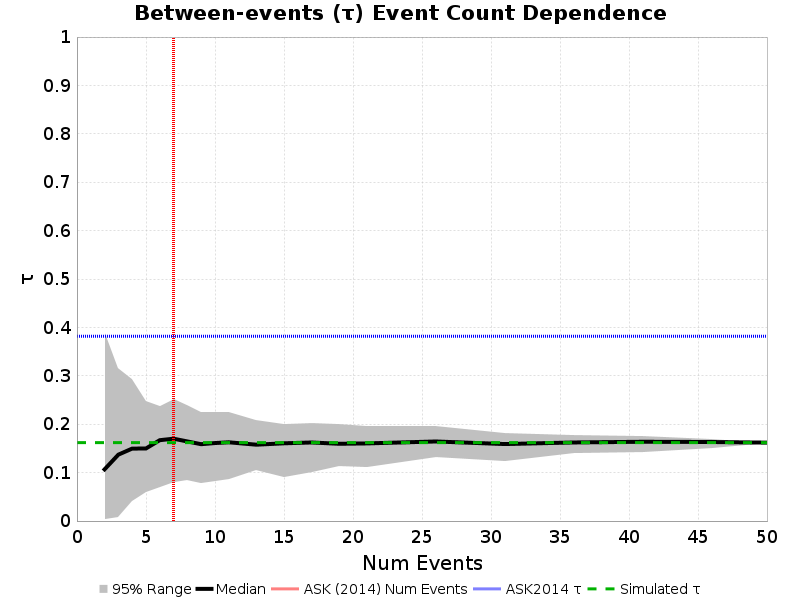 Between-events (τ) Event Count Dependence
1
0.9
0.8
0.7
0.6
0.5
0.4
0.3
0.2
0.1
0
τ
0 5 10 15 20 25 30 35 40 45 50
Num Events
95% Range Median ASK (2014) Num Events ASK2014 τ Simulated τ